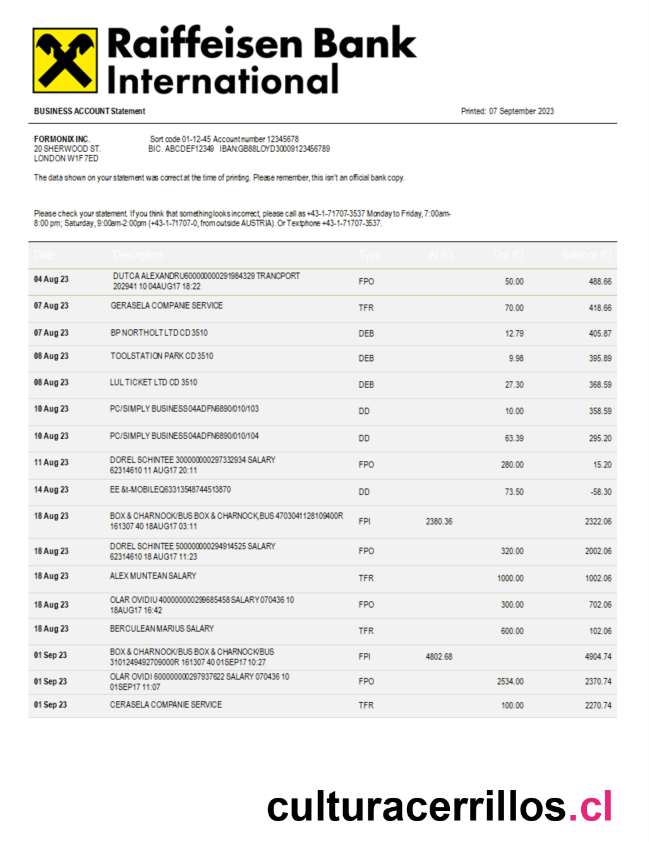 Raiffeisen Bank
International
BUSINESS ACCOUNT Statement Printed: 07 September 2023
FORMONIX INC. Sort code 01-12-45 Account number 12345678
20 SHERWOOD ST. BIC. ABCDEF12349 IBAN:GB88LOYD30009123456789
LONDON W1F 7ED
The data shown on your statement was correct at the time of printing. Please remember, this isn't an official bank copy.
Please check your statement. If you think that something looks incorrect, please call as +43-1-71707-3537 Monday to Friday, 7:00am-
8:00 pm; Saturday, 9:00am-2:00pm (+43-1-71707-0, from outside AUSTRIA). Or Textphone +43-1-71707-3537.
Date Description Type In Out Balance
04 Aug 23 DUTCA ALEXANDRU600000000291984329 TRANCPORT FPO 50.00 488.66
202941 10 04AUG17 18:22
07 Aug 23 GERASELA COMPANIE SERVICE TFR 70.00 418.66
07 Aug 23 BP NORTHOLT LTD CD 3510 DEB 12.79 405.87
08 Aug 23 TOOLSTATION PARK CD 3510 DEB 9.98 395.89
08 Aug 23 LUL TICKET LTD CD 3510 DEB 27.30 368.59
10 Aug 23 PC/SIMPLY BUSINESS04ADFN6890/010/103 DD 10.00 358.59
10 Aug 23 PC/SIMPLY BUSINESS04ADFN6890/010/104 DD 63.39 295.20
11 Aug 23 DOREL SCHINTEE 300000000297332934 SALARY FPO 280.00 15.20
62314610 11 AUG17 20:11
14 Aug 23 EE &t-MOBILEQ63313548744513870 DD 73.50 -58.30
18 Aug 23 BOX & CHARNOCK/BUS BOX & CHARNOCK,BUS 4703041128109400R FPI 2380.36 2322.06
161307 40 18AUG17 03:11
18 Aug 23 DOREL SCHINTEE 500000000294914525 SALARY FPO 320.00 2002.06
62314610 18 AUG17 11:23
18 Aug 23 ALEX MUNTEAN SALARY TFR 1000.00 1002.06
18 Aug 23 OLAR OVIDIU 400000000299685458 SALARY 070436 10 FPO 300.00 702.06
18AUG17 16:42
18 Aug 23 BERCULEAN MARIUS SALARY TFR 600.00 102.06
01 Sep 23 BOX & CHARNOCK/BUS BOX & CHARNOCK/BUS FPI 4802.68 4904.74
3101249492709000R 161307 40 01SEP17 10:27
01 Sep 23 OLAR OVIDI 600000000297937622 SALARY 070436 10 FPO 2534.00 2370.74
01SEP17 11:07
01 Sep 23 CERASELA COMPANIE SERVICE TFR 100.00 2270.74
culturacerrillos.cl